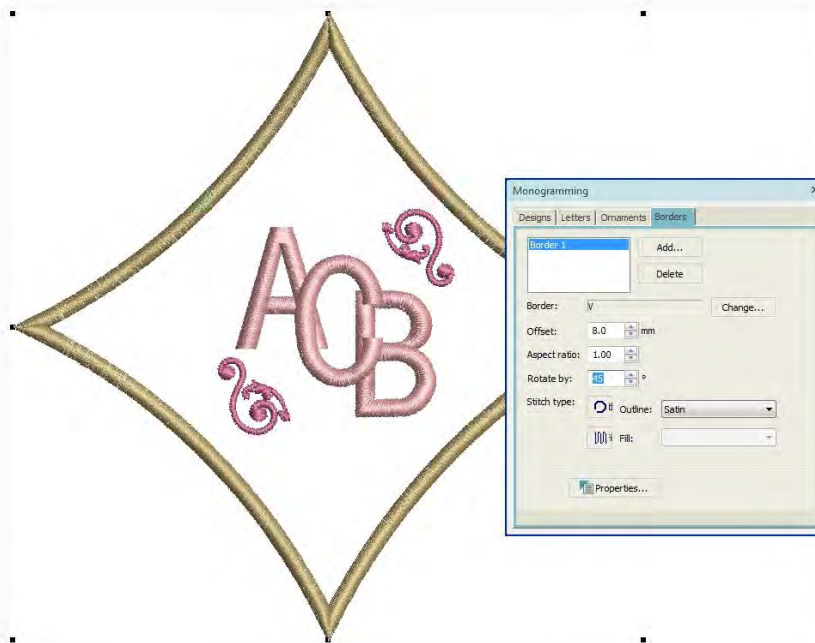 AOB
Monogramming
Designs Letters Ornaments Borders
Border 1
Add...
Delete
Border: V Change...
Offset: 8.0 mm
Aspect ratio: 1.00
Rotate by: 45 °
Stitch type: Outline: Satin
Fill:
Properties...